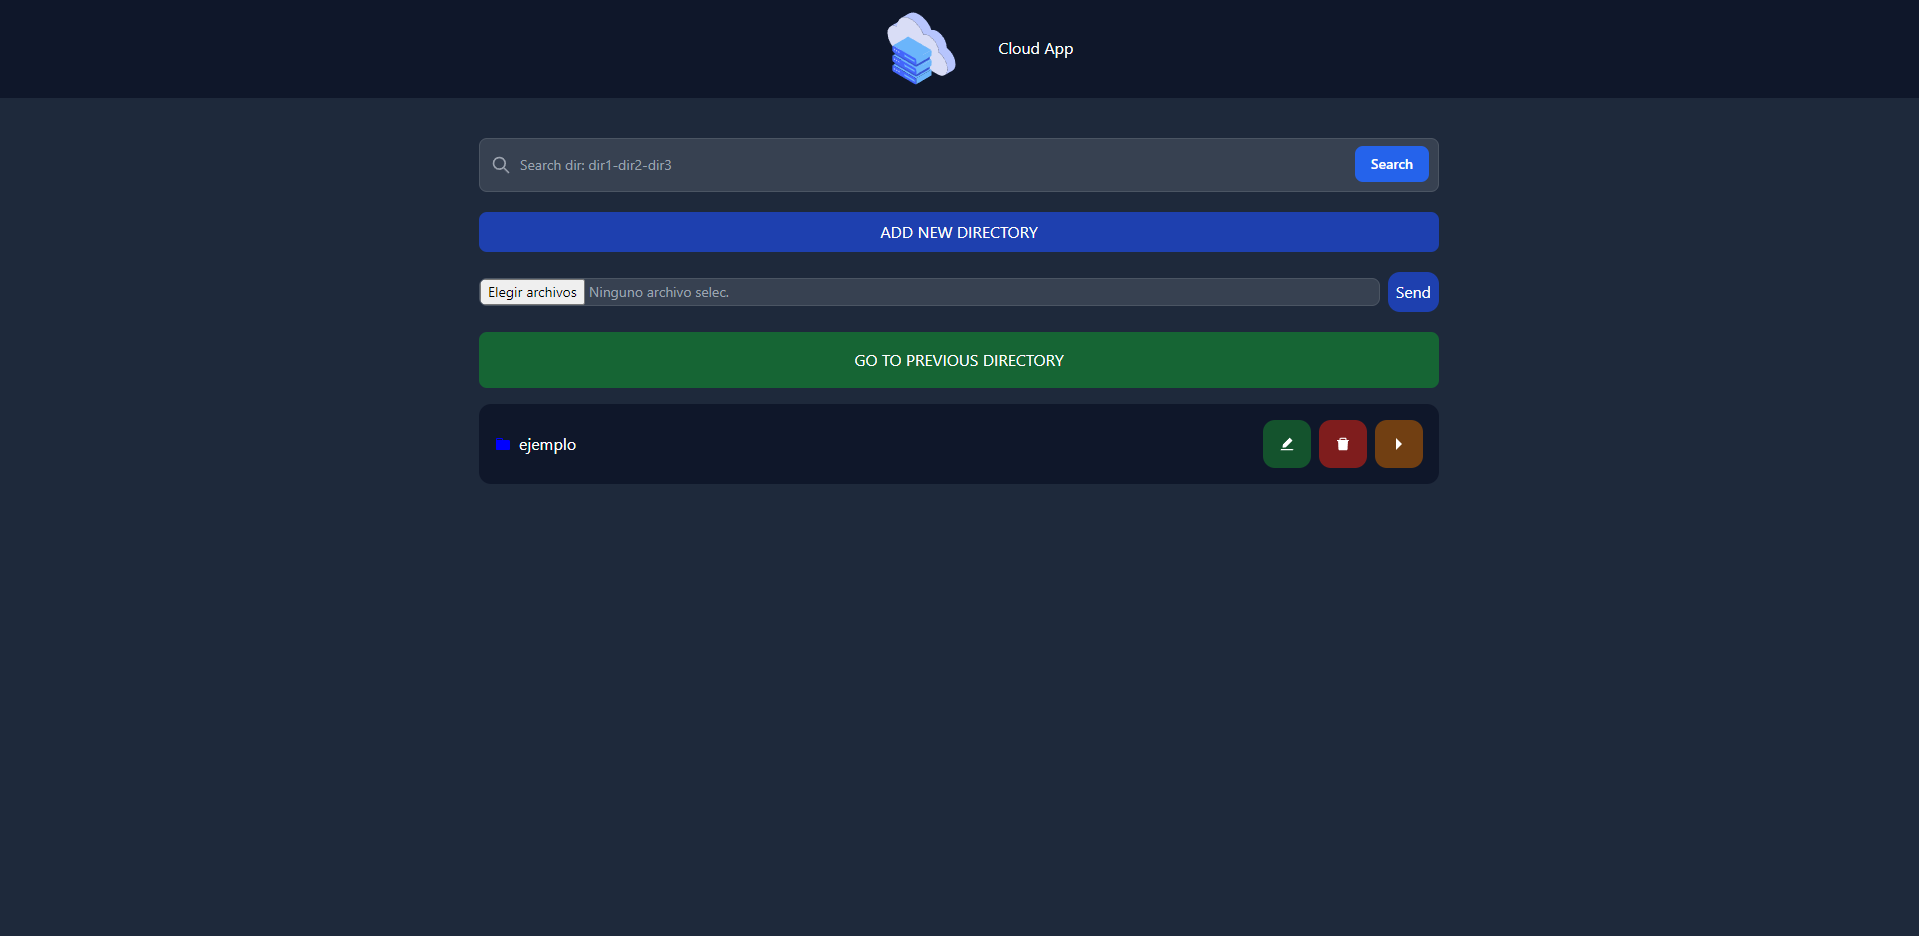 Cloud App
Search dir: dir1-dir2-dir3
Search
ADD NEW DIRECTORY
Elegir archivos Ninguno archivo selec.
Send
GO TO PREVIOUS DIRECTORY
ejemplo